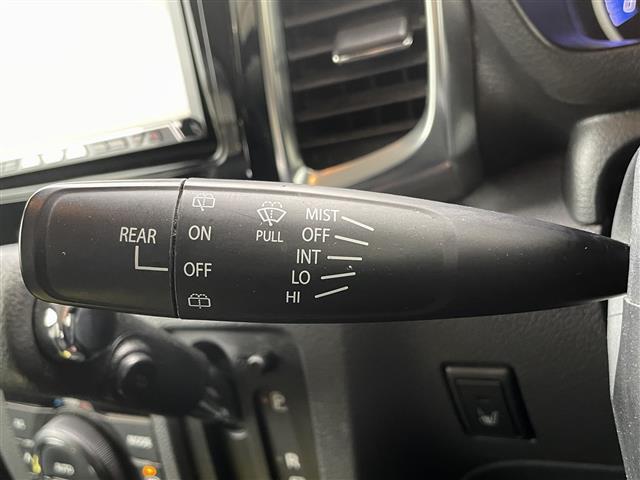 REAR
ON
OFF
PULL
MIST
OFF
INT
LO
HI
R